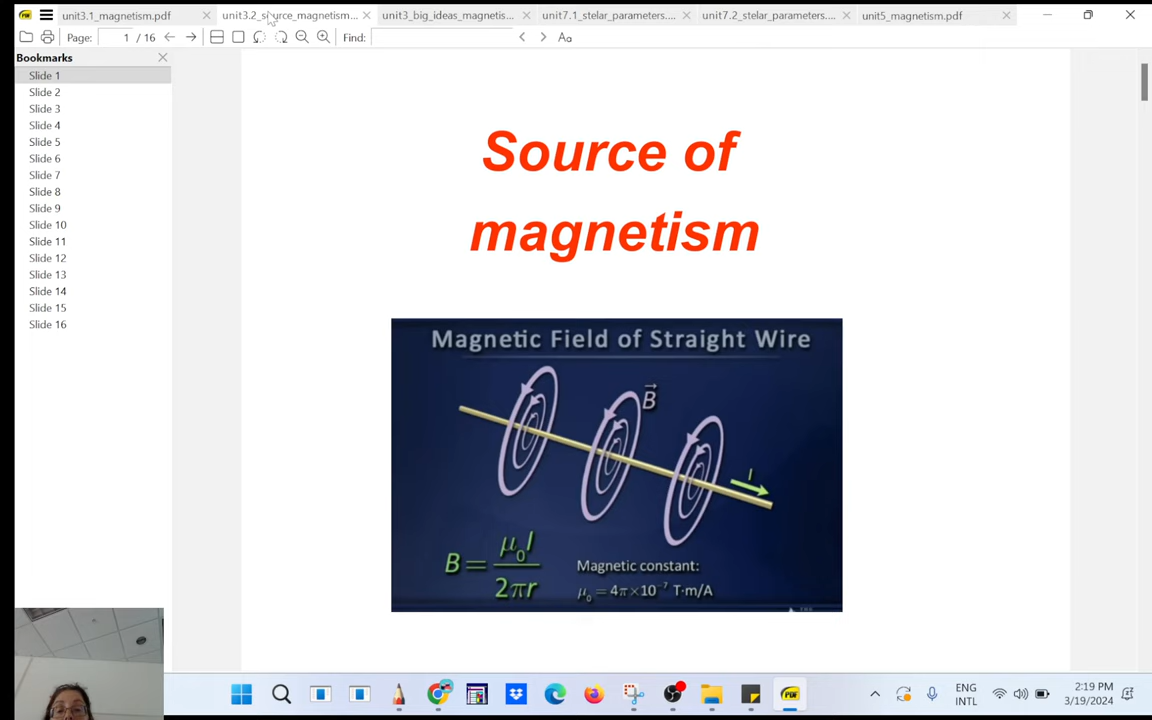 unit3.1_magnetism.pdf
unit3.2_source_magnetism...
unit3_big_ideas_magnetis...
unit7.1_stelar_parameters....
unit7.2_stelar_parameters....
unit5_magnetism.pdf
Page: 1 / 16 Find: Aa
Bookmarks
Slide 1
Slide 2
Slide 3
Slide 4
Slide 5
Slide 6
Slide 7
Slide 8
Slide 9
Slide 10
Slide 11
Slide 12
Slide 13
Slide 14
Slide 15
Slide 16
Source of
magnetism
Magnetic Field of Straight Wire
B⃗
I
B = μ₀I / 2πr
Magnetic constant:
μ₀ = 4π×10⁻⁷ T·m/A
PDF
ENG
INTL
2:19 PM
3/19/2024